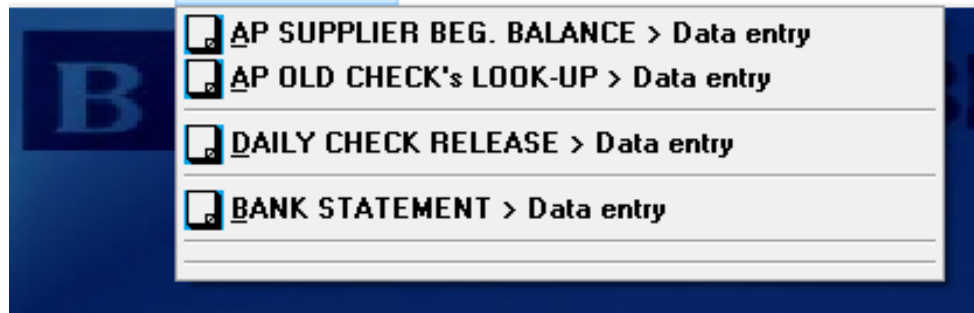 B
AP SUPPLIER BEG. BALANCE > Data entry
AP OLD CHECK's LOOK-UP > Data entry
DAILY CHECK RELEASE > Data entry
BANK STATEMENT > Data entry